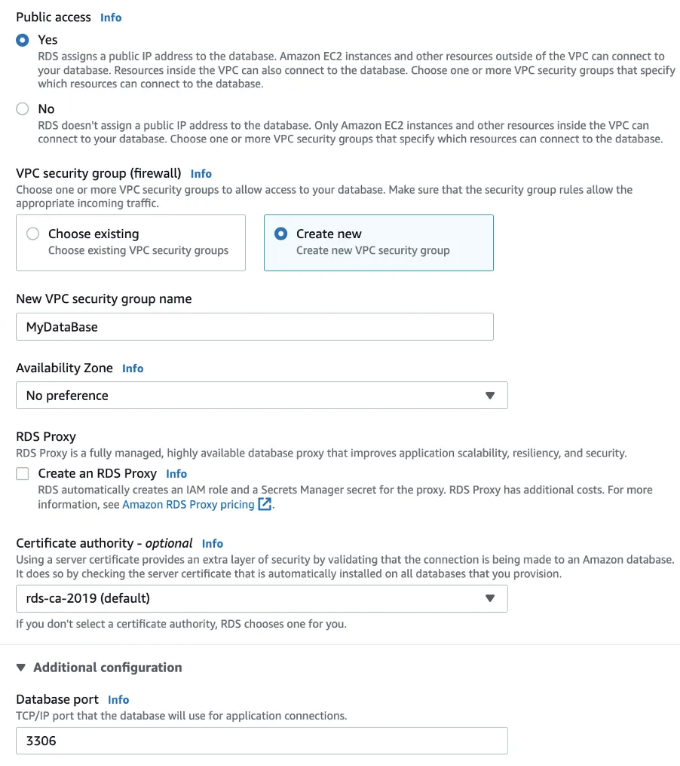 Public access Info
Yes
RDS assigns a public IP address to the database. Amazon EC2 instances and other resources outside of the VPC can connect to
your database. Resources inside the VPC can also connect to the database. Choose one or more VPC security groups that specify
which resources can connect to the database.
No
RDS doesn't assign a public IP address to the database. Only Amazon EC2 instances and other resources inside the VPC can
connect to your database. Choose one or more VPC security groups that specify which resources can connect to the database.
VPC security group (firewall) Info
Choose one or more VPC security groups to allow access to your database. Make sure that the security group rules allow the
appropriate incoming traffic.
Choose existing
Choose existing VPC security groups
Create new
Create new VPC security group
New VPC security group name
MyDataBase
Availability Zone Info
No preference
RDS Proxy
RDS Proxy is a fully managed, highly available database proxy that improves application scalability, resiliency, and security.
Create an RDS Proxy Info
RDS automatically creates an IAM role and a Secrets Manager secret for the proxy. RDS Proxy has additional costs. For more
information, see Amazon RDS Proxy pricing.
Certificate authority - optional Info
Using a server certificate provides an extra layer of security by validating that the connection is being made to an Amazon database.
It does so by checking the server certificate that is automatically installed on all databases that you provision.
rds-ca-2019 (default)
If you don't select a certificate authority, RDS chooses one for you.
Additional configuration
Database port Info
TCP/IP port that the database will use for application connections.
3306